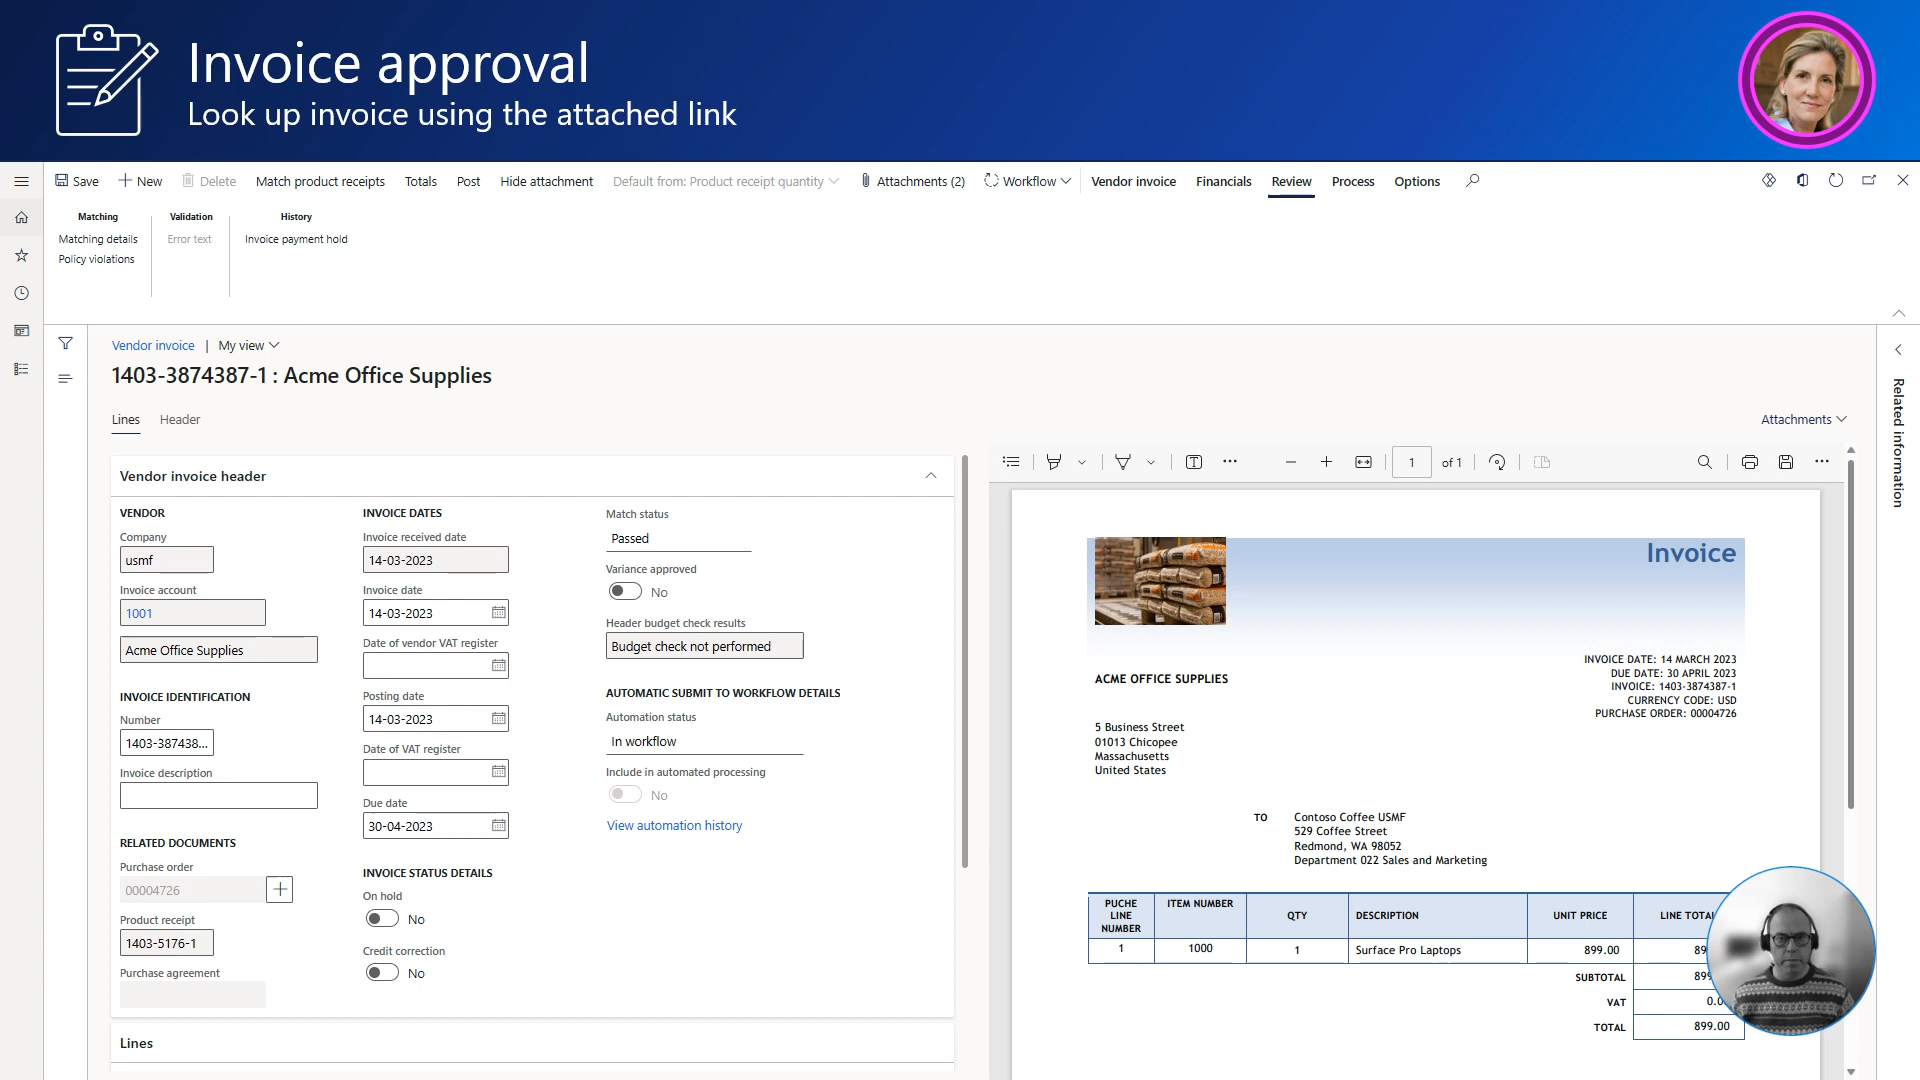 Invoice approval
Look up invoice using the attached link
Save New Delete Match product receipts Totals Post Hide attachment Default from: Product receipt quantity Attachments (2) Workflow Vendor invoice Financials Review Process Options
Matching Validation History
Matching details Error text Invoice payment hold
Policy violations
Vendor invoice | My view
1403-3874387-1 : Acme Office Supplies
Lines Header
Attachments
Related information
Vendor invoice header
VENDOR
Company
usmf
Invoice account
1001
Acme Office Supplies
INVOICE IDENTIFICATION
Number
1403-387438...
Invoice description
RELATED DOCUMENTS
Purchase order
00004726
Product receipt
1403-5176-1
Purchase agreement
INVOICE DATES
Invoice received date
14-03-2023
Invoice date
14-03-2023
Date of vendor VAT register
Posting date
14-03-2023
Date of VAT register
Due date
30-04-2023
INVOICE STATUS DETAILS
On hold
No
Credit correction
No
Match status
Passed
Variance approved
No
Header budget check results
Budget check not performed
AUTOMATIC SUBMIT TO WORKFLOW DETAILS
Automation status
In workflow
Include in automated processing
No
View automation history
Lines
1 of 1
Invoice
INVOICE DATE: 14 MARCH 2023
DUE DATE: 30 APRIL 2023
INVOICE: 1403-3874387-1
CURRENCY CODE: USD
PURCHASE ORDER: 00004726
ACME OFFICE SUPPLIES
5 Business Street
01013 Chicopee
Massachusetts
United States
TO Contoso Coffee USMF
529 Coffee Street
Redmond, WA 98052
Department 022 Sales and Marketing
PUCHE LINE NUMBER ITEM NUMBER QTY DESCRIPTION UNIT PRICE LINE
1 1000 1 Surface Pro Laptops 899.00
SUBTOTAL
VAT
TOTAL 899.00